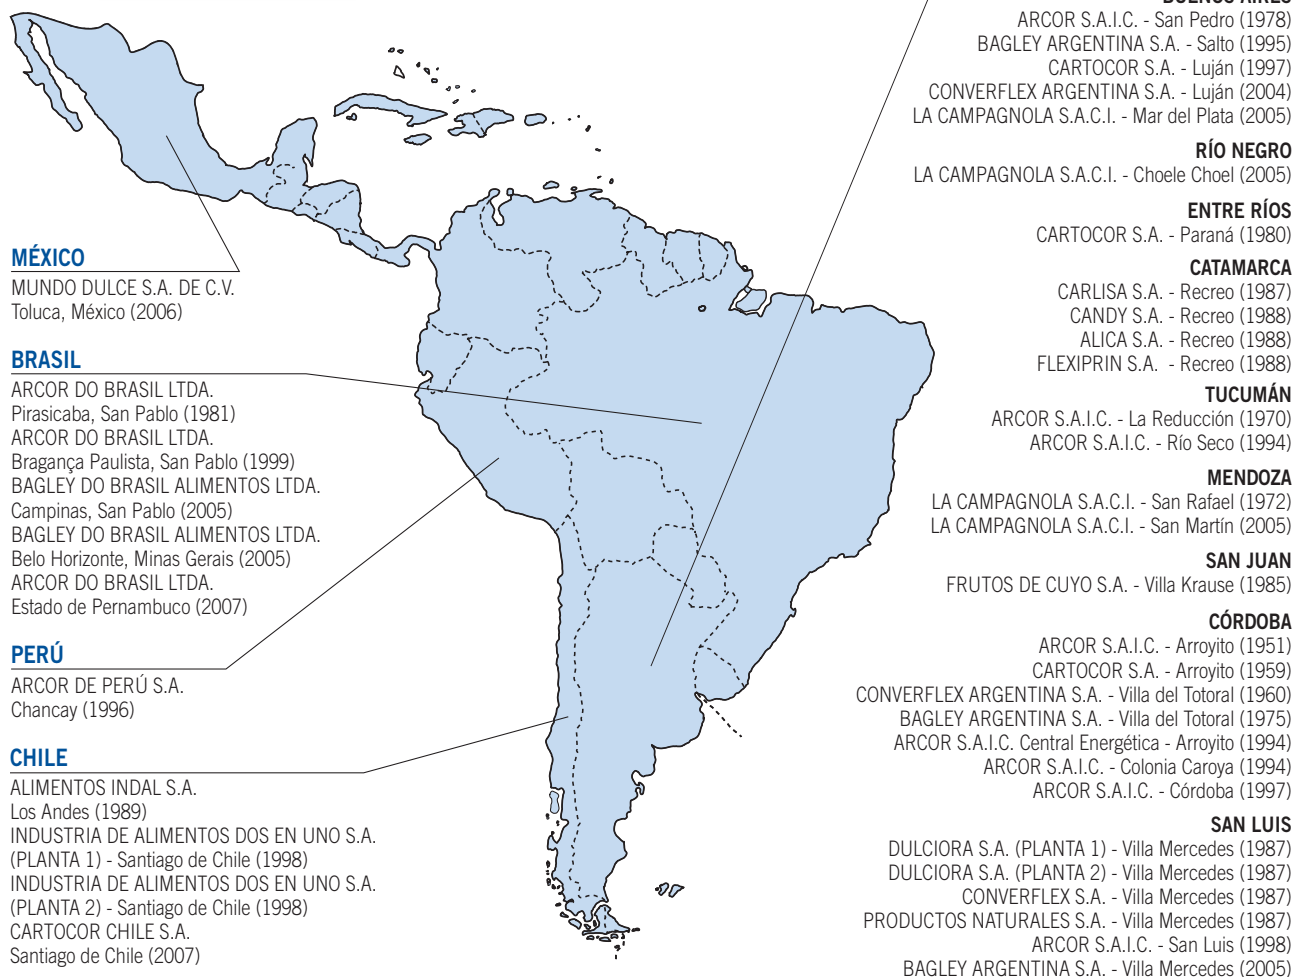 MÉXICO
MUNDO DULCE S.A. DE C.V.
Toluca, México (2006)
BRASIL
ARCOR DO BRASIL LTDA.
Pirasicaba, San Pablo (1981)
ARCOR DO BRASIL LTDA.
Bragança Paulista, San Pablo (1999)
BAGLEY DO BRASIL ALIMENTOS LTDA.
Campinas, San Pablo (2005)
BAGLEY DO BRASIL ALIMENTOS LTDA.
Belo Horizonte, Minas Gerais (2005)
ARCOR DO BRASIL LTDA.
Estado de Pernambuco (2007)
PERÚ
ARCOR DE PERÚ S.A.
Chancay (1996)
CHILE
ALIMENTOS INDAL S.A.
Los Andes (1989)
INDUSTRIA DE ALIMENTOS DOS EN UNO S.A.
(PLANTA 1) - Santiago de Chile (1998)
INDUSTRIA DE ALIMENTOS DOS EN UNO S.A.
(PLANTA 2) - Santiago de Chile (1998)
CARTOCOR CHILE S.A.
Santiago de Chile (2007)
BUENOS AIRES
ARCOR S.A.I.C. - San Pedro (1978)
BAGLEY ARGENTINA S.A. - Salto (1995)
CARTOCOR S.A. - Luján (1997)
CONVERFLEX ARGENTINA S.A. - Luján (2004)
LA CAMPAGNOLA S.A.C.I. - Mar del Plata (2005)
RÍO NEGRO
LA CAMPAGNOLA S.A.C.I. - Choele Choel (2005)
ENTRE RÍOS
CARTOCOR S.A. - Paraná (1980)
CATAMARCA
CARLISA S.A. - Recreo (1987)
CANDY S.A. - Recreo (1988)
ALICA S.A. - Recreo (1988)
FLEXIPRIN S.A. - Recreo (1988)
TUCUMÁN
ARCOR S.A.I.C. - La Reducción (1970)
ARCOR S.A.I.C. - Río Seco (1994)
MENDOZA
LA CAMPAGNOLA S.A.C.I. - San Rafael (1972)
LA CAMPAGNOLA S.A.C.I. - San Martín (2005)
SAN JUAN
FRUTOS DE CUYO S.A. - Villa Krause (1985)
CÓRDOBA
ARCOR S.A.I.C. - Arroyito (1951)
CARTOCOR S.A. - Arroyito (1959)
CONVERFLEX ARGENTINA S.A. - Villa del Totoral (1960)
BAGLEY ARGENTINA S.A. - Villa del Totoral (1975)
ARCOR S.A.I.C. Central Energética - Arroyito (1994)
ARCOR S.A.I.C. - Colonia Caroya (1994)
ARCOR S.A.I.C. - Córdoba (1997)
SAN LUIS
DULCIORA S.A. (PLANTA 1) - Villa Mercedes (1987)
DULCIORA S.A. (PLANTA 2) - Villa Mercedes (1987)
CONVERFLEX S.A. - Villa Mercedes (1987)
PRODUCTOS NATURALES S.A. - Villa Mercedes (1987)
ARCOR S.A.I.C. - San Luis (1998)
BAGLEY ARGENTINA S.A. - Villa Mercedes (2005)